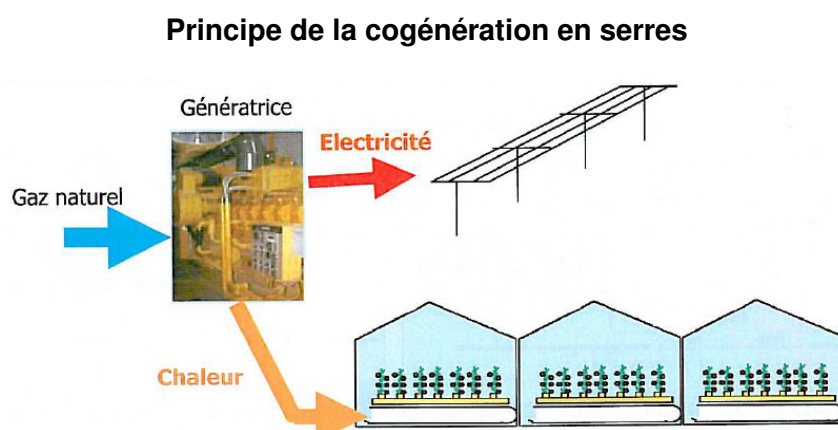 Principe de la cogénération en serres
Génératrice
Electricité
Gaz naturel
Chaleur